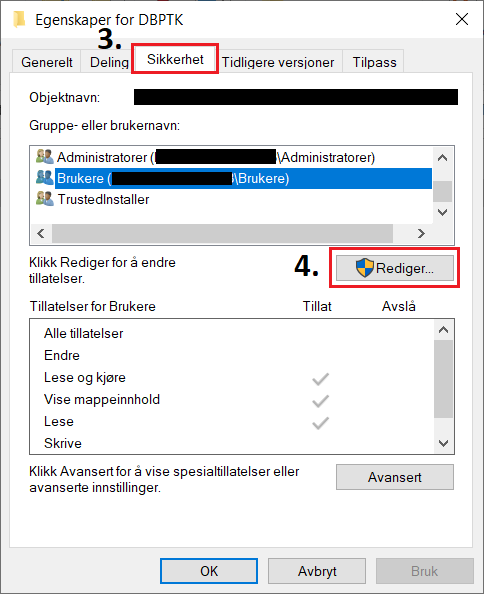 Egenskaper for DBPTK
3.
Generelt Deling Sikkerhet Tidligere versjoner Tilpass
Objektnavn:
Gruppe- eller brukernavn:
Administratorer ( \Administratorer)
Brukere ( \Brukere)
TrustedInstaller
Klikk Rediger for å endre
tillatelser.
4.
Rediger...
Tillatelser for Brukere Tillat Avslå
Alle tillatelser
Endre
Lese og kjøre
Vise mappeinnhold
Lese
Skrive
Klikk Avansert for å vise spesialtillatelser eller
avanserte innstillinger.
Avansert
OK Avbryt Bruk